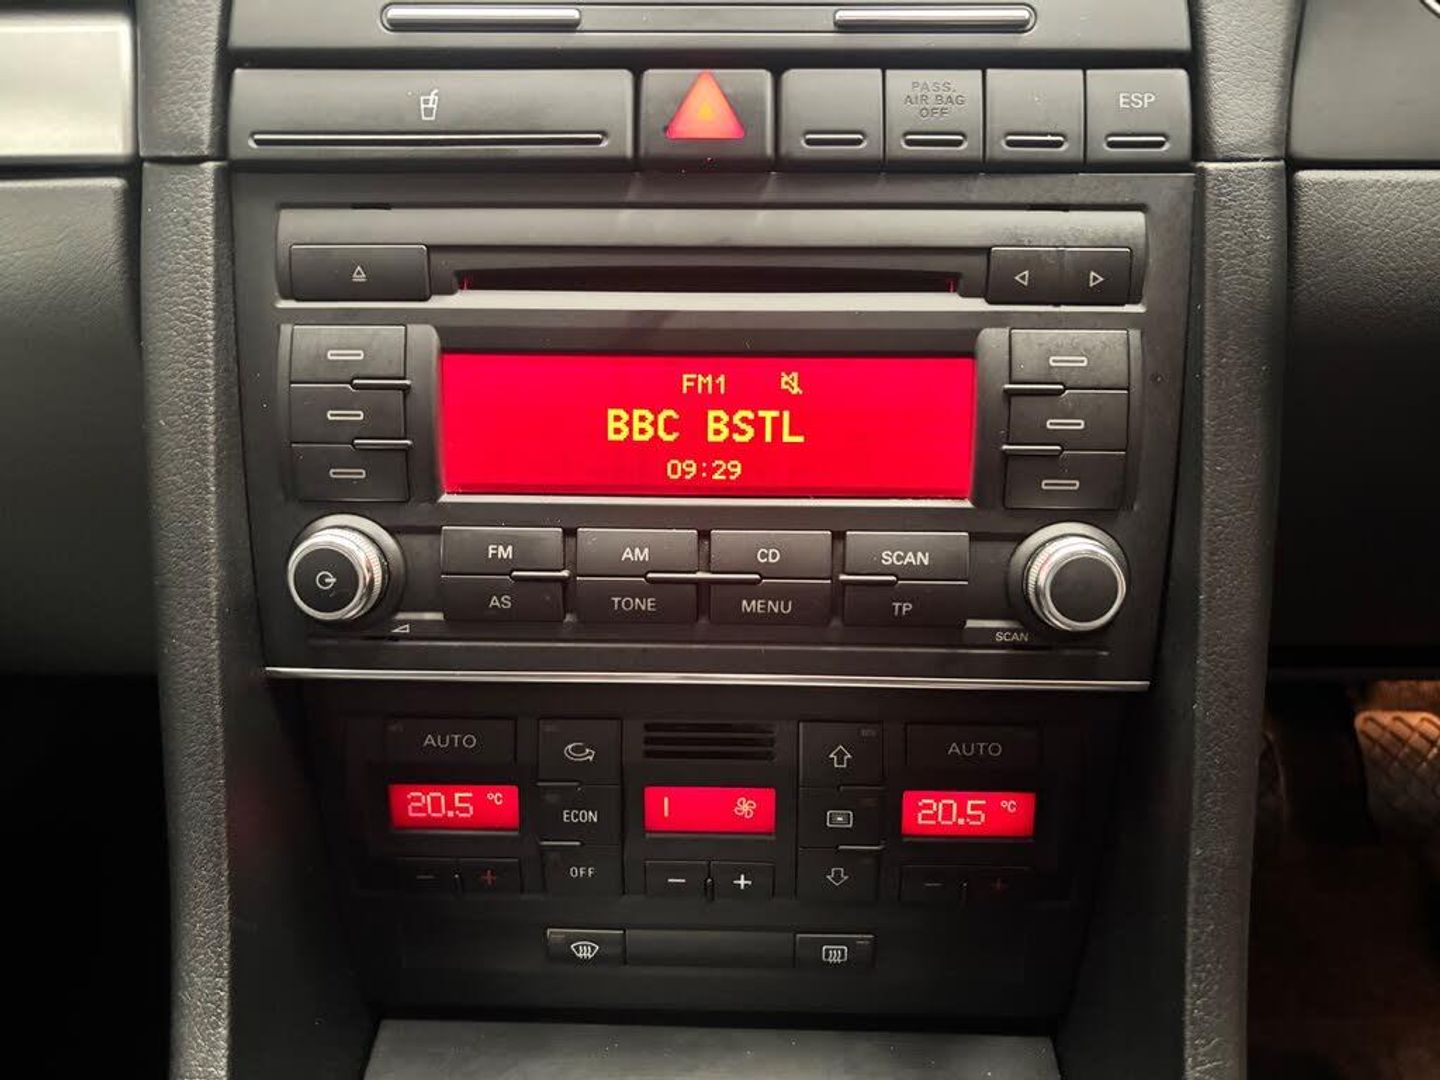 PASS.
AIR BAG
OFF
ESP
FM1
BBC BSTL
09:29
FM AM CD SCAN
AS TONE MENU TP
SCAN
AUTO AUTO
20.5 °C 1 20.5 °C
ECON
OFF